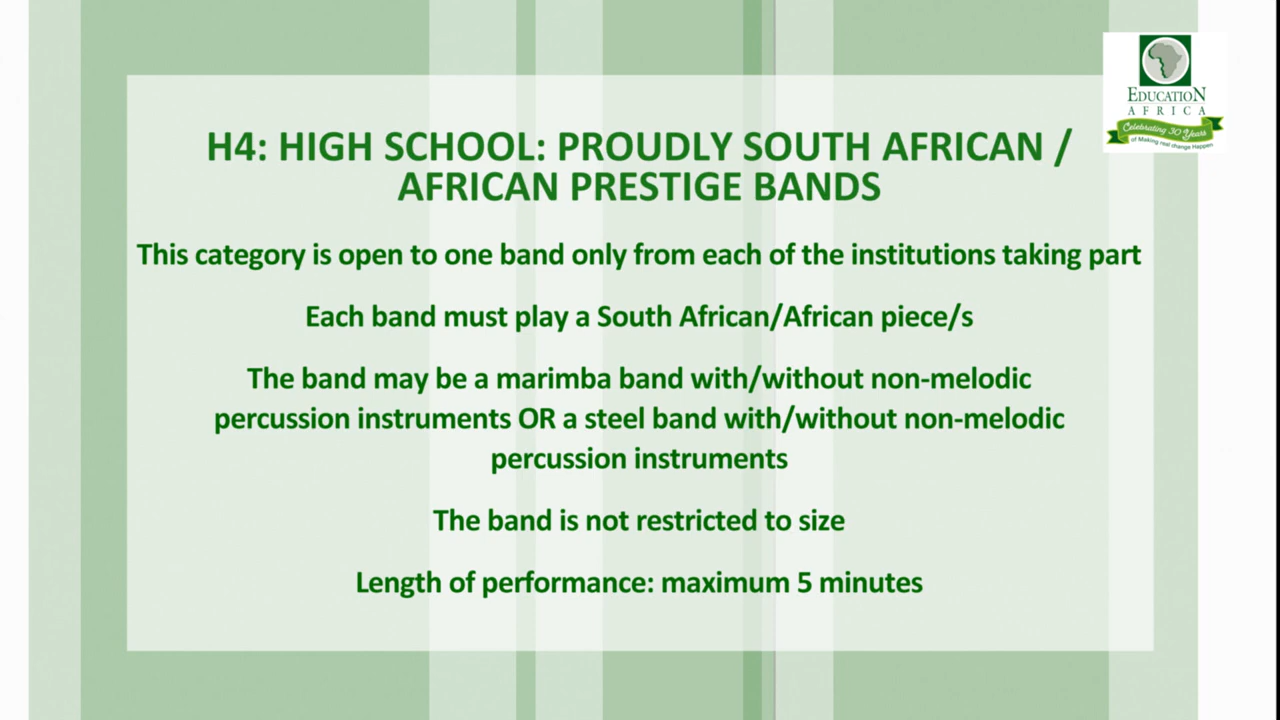 EDUCATION
AFRICA
Celebrating 30 Years
of Making real change Happen
H4: HIGH SCHOOL: PROUDLY SOUTH AFRICAN /
AFRICAN PRESTIGE BANDS
This category is open to one band only from each of the institutions taking part
Each band must play a South African/African piece/s
The band may be a marimba band with/without non-melodic
percussion instruments OR a steel band with/without non-melodic
percussion instruments
The band is not restricted to size
Length of performance: maximum 5 minutes